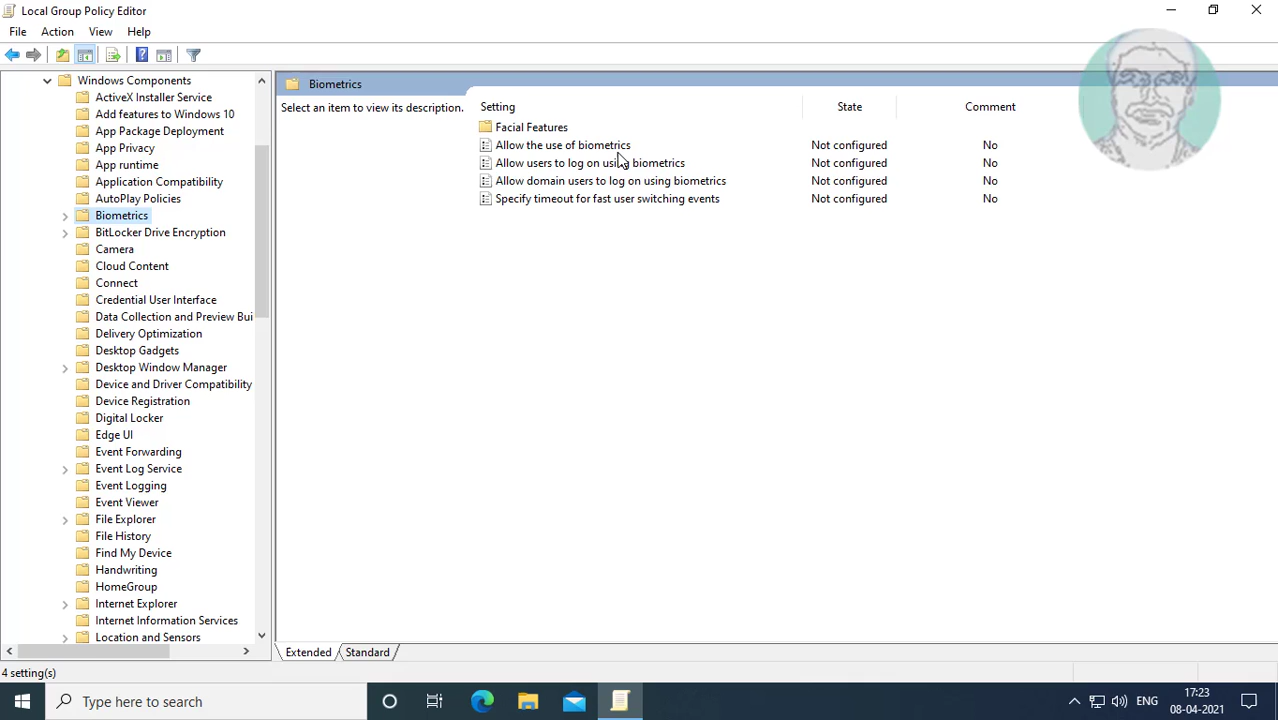 Local Group Policy Editor
File Action View Help
Windows Components
ActiveX Installer Service
Add features to Windows 10
App Package Deployment
App Privacy
App runtime
Application Compatibility
AutoPlay Policies
Biometrics
BitLocker Drive Encryption
Camera
Cloud Content
Connect
Credential User Interface
Data Collection and Preview Bui
Delivery Optimization
Desktop Gadgets
Desktop Window Manager
Device and Driver Compatibility
Device Registration
Digital Locker
Edge UI
Event Forwarding
Event Log Service
Event Logging
Event Viewer
File Explorer
File History
Find My Device
Handwriting
HomeGroup
Internet Explorer
Internet Information Services
Location and Sensors
Biometrics
Select an item to view its description.
Setting State Comment
Facial Features
Allow the use of biometrics Not configured No
Allow users to log on using biometrics Not configured No
Allow domain users to log on using biometrics Not configured No
Specify timeout for fast user switching events Not configured No
Extended Standard
4 setting(s)
Type here to search
ENG
17:23
08-04-2021